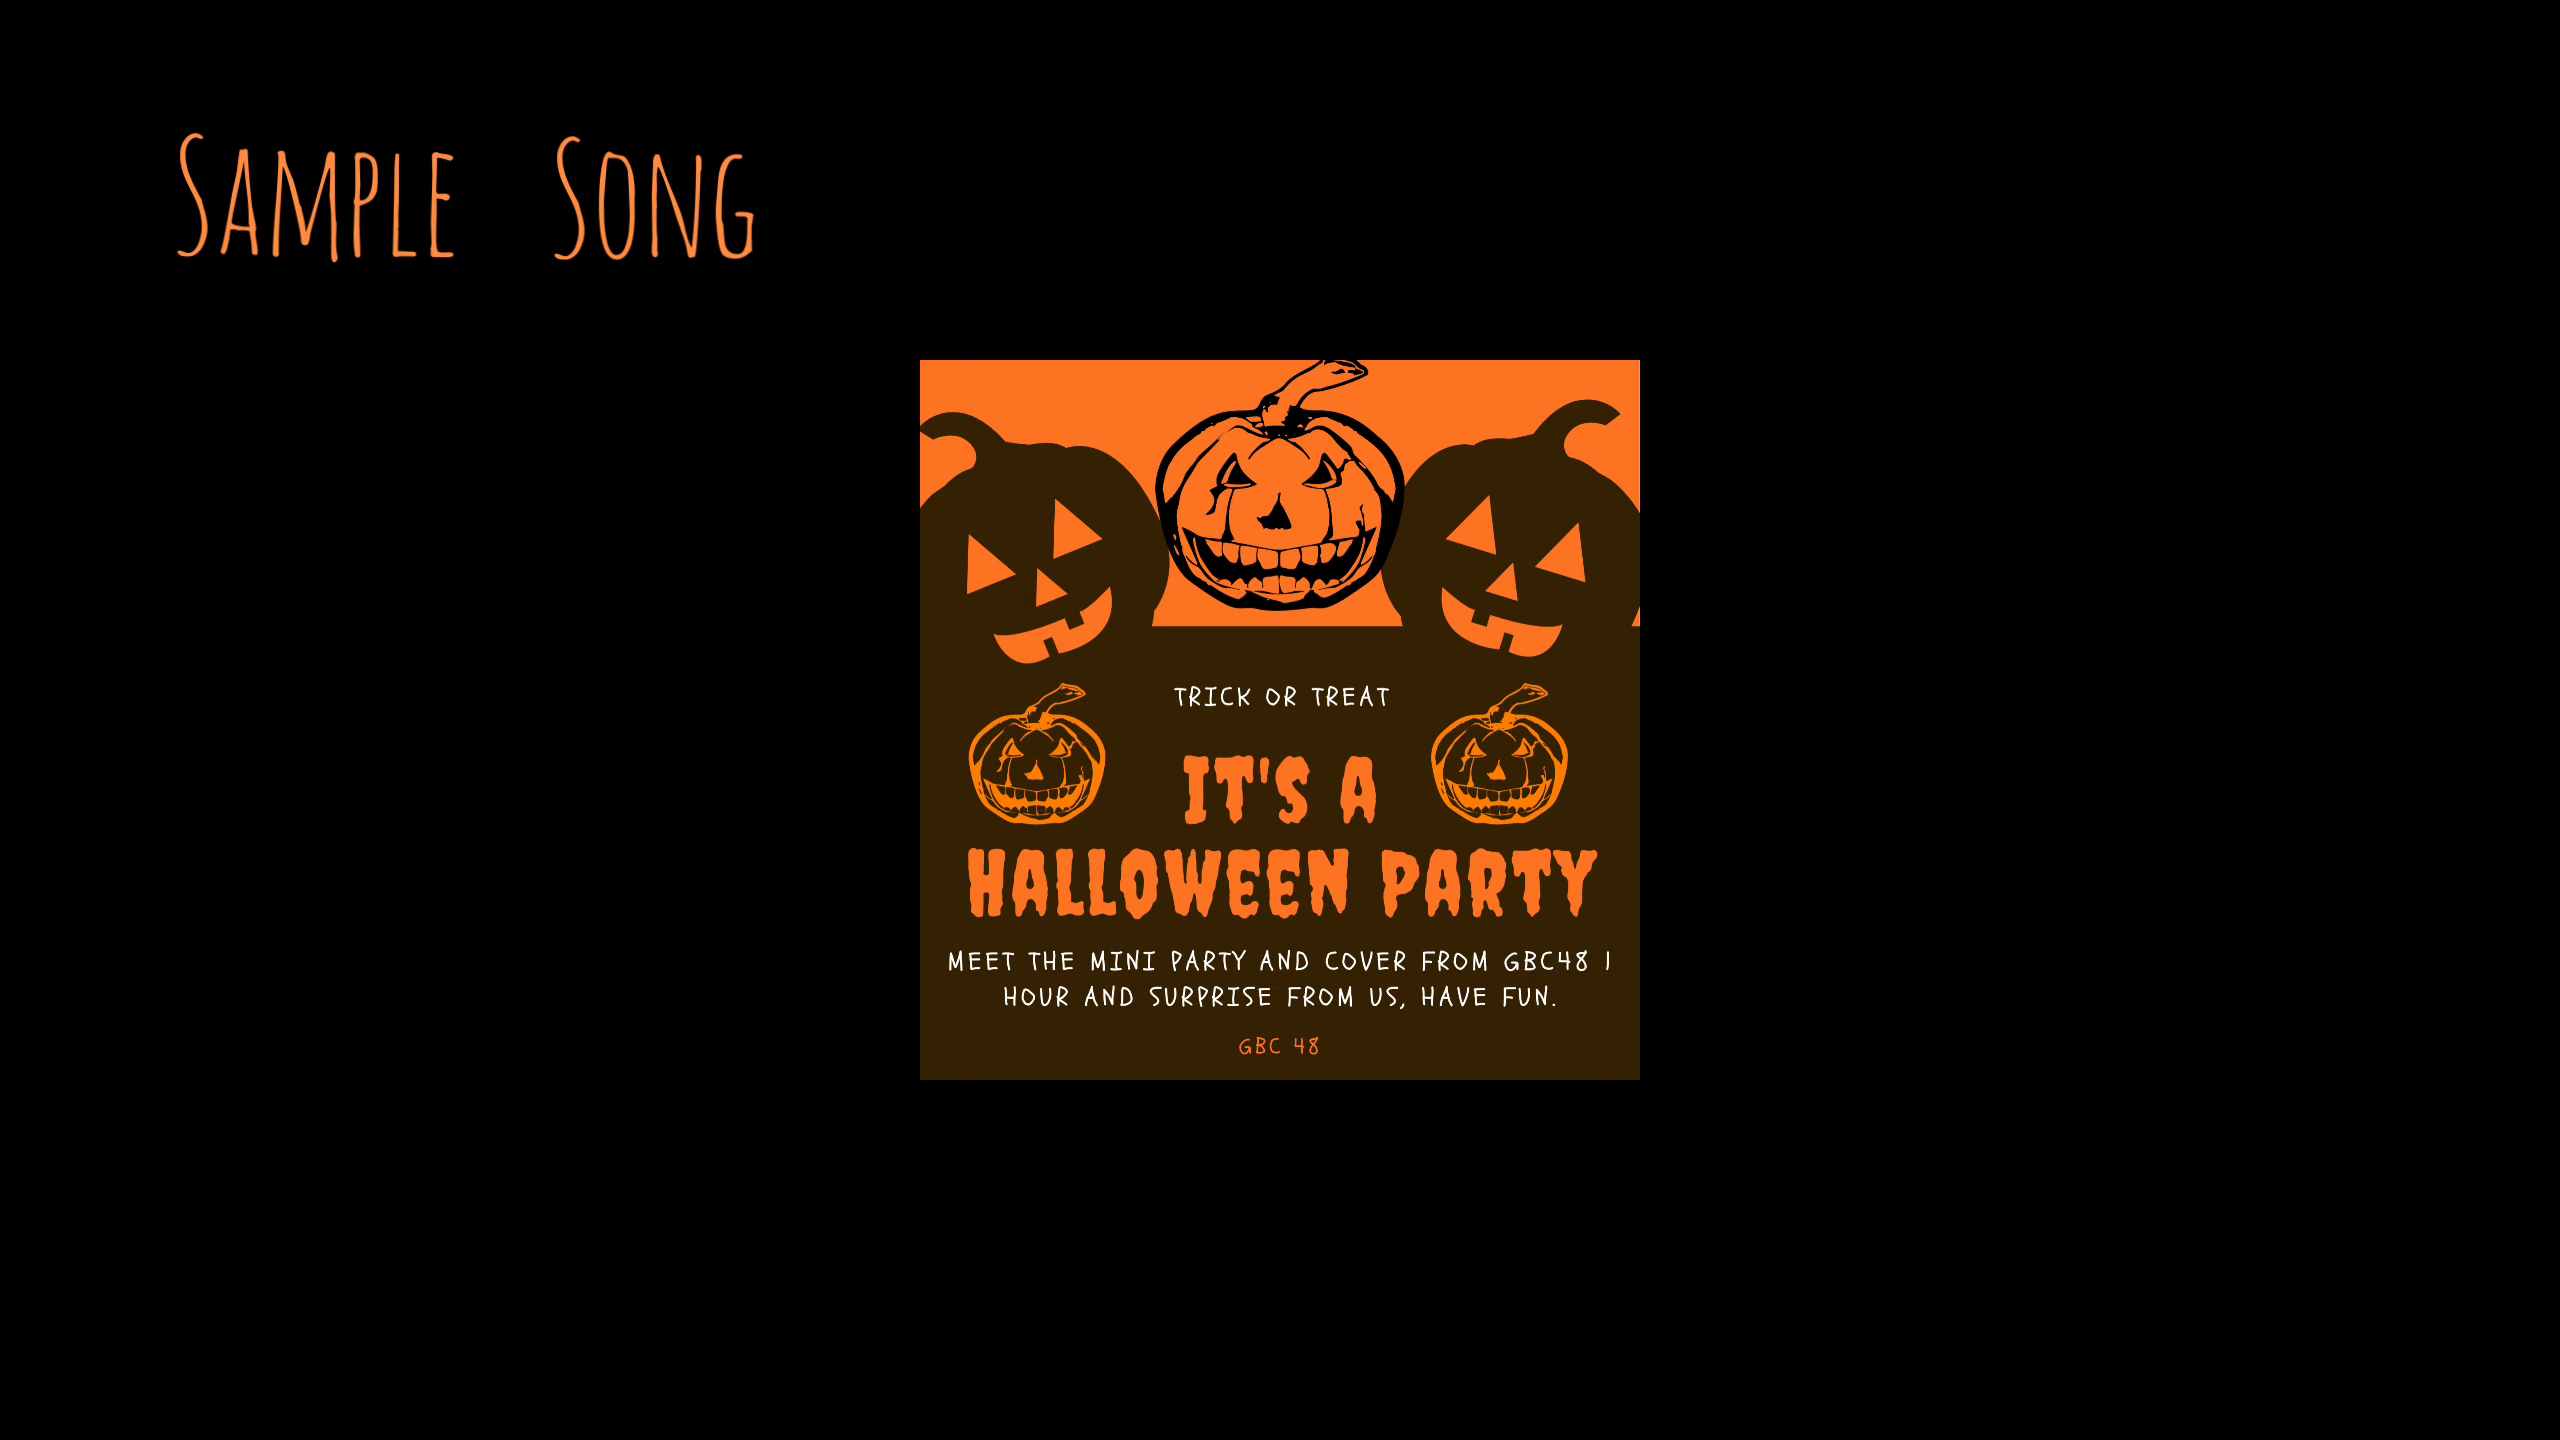 SAMPLE SONG
TRICK OR TREAT
IT'S A
HALLOWEEN PARTY
MEET THE MINI PARTY AND COVER FROM GBC48 1
HOUR AND SURPRISE FROM US, HAVE FUN.
GBC 48